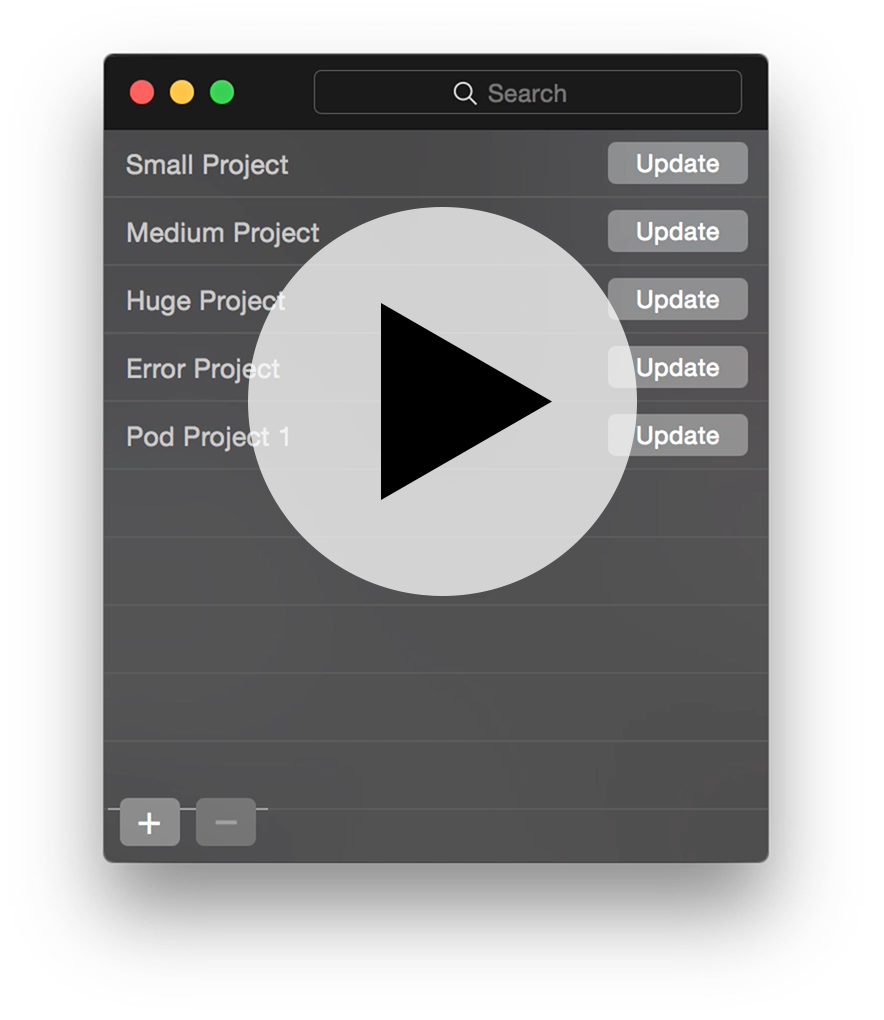 Search
Small Project Update
Medium Project Update
Huge Project Update
Error Project Update
Pod Project 1 Update